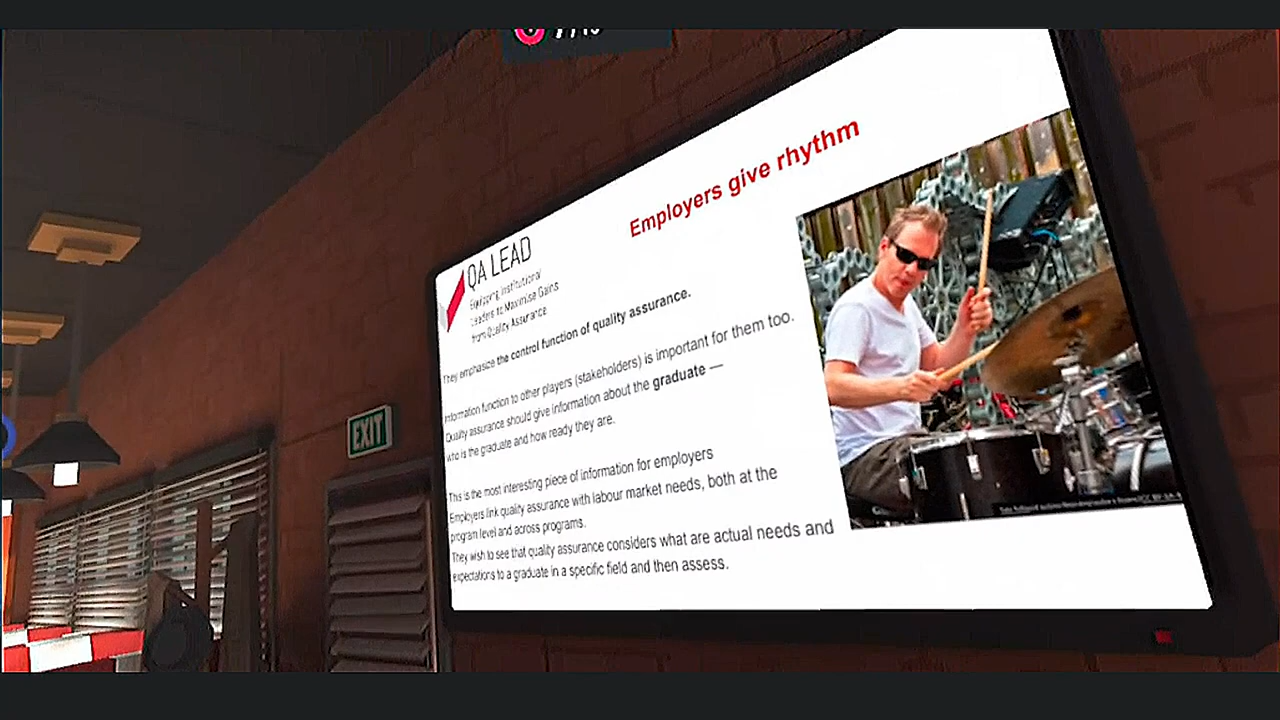 Employers give rhythm
QA LEAD
Equipping Institutional
Leaders to Maximise Gains
from Quality Assurance
They emphasize the control function of quality assurance.
Information function to other players (stakeholders) is important for them too.
Quality assurance should give information about the graduate —
who is the graduate and how ready they are.
This is the most interesting piece of information for employers
Employers link quality assurance with labour market needs, both at the
program level and across programs.
They wish to see that quality assurance considers what are actual needs and
expectations to a graduate in a specific field and then assess.
EXIT